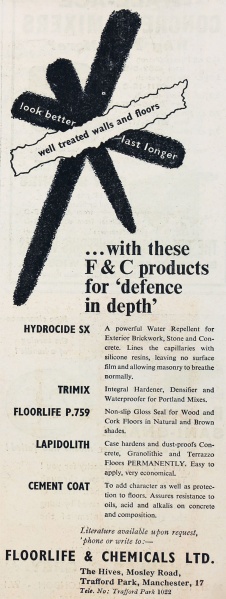 look better
well treated walls and floors
last longer
...with these
F & C products
for 'defence
in depth'
HYDROCIDE SX
A powerful Water Repellent for
Exterior Brickwork, Stone and Con-
crete. Lines the capillaries with
silicone resins, leaving no surface
film and allowing masonry to breathe
normally.
TRIMIX
Integral Hardener, Densifier and
Waterproofer for Portland Mixes.
FLOORLIFE P.759
Non-slip Gloss Seal for Wood and
Cork Floors in Natural and Brown
shades.
LAPIDOLITH
Case hardens and dust-proofs Con-
crete, Granolithic and Terrazzo
Floors PERMANENTLY. Easy to
apply, very economical.
CEMENT COAT
To add character as well as protec-
tion to floors. Assures resistance to
oils, acid and alkalis on concrete
and composition.
Literature available upon request,
'phone or write to:—
FLOORLIFE & CHEMICALS LTD.
The Hives, Mosley Road,
Trafford Park, Manchester, 17
Tele. No: Trafford Park 1022